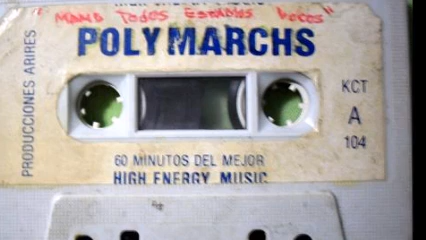 "MANO Todos Estamos Locos"
POLYMARCHS
PRODUCCIONES ARIRES
KCT
A
104
60 MINUTOS DEL MEJOR
HIGH ENERGY MUSIC